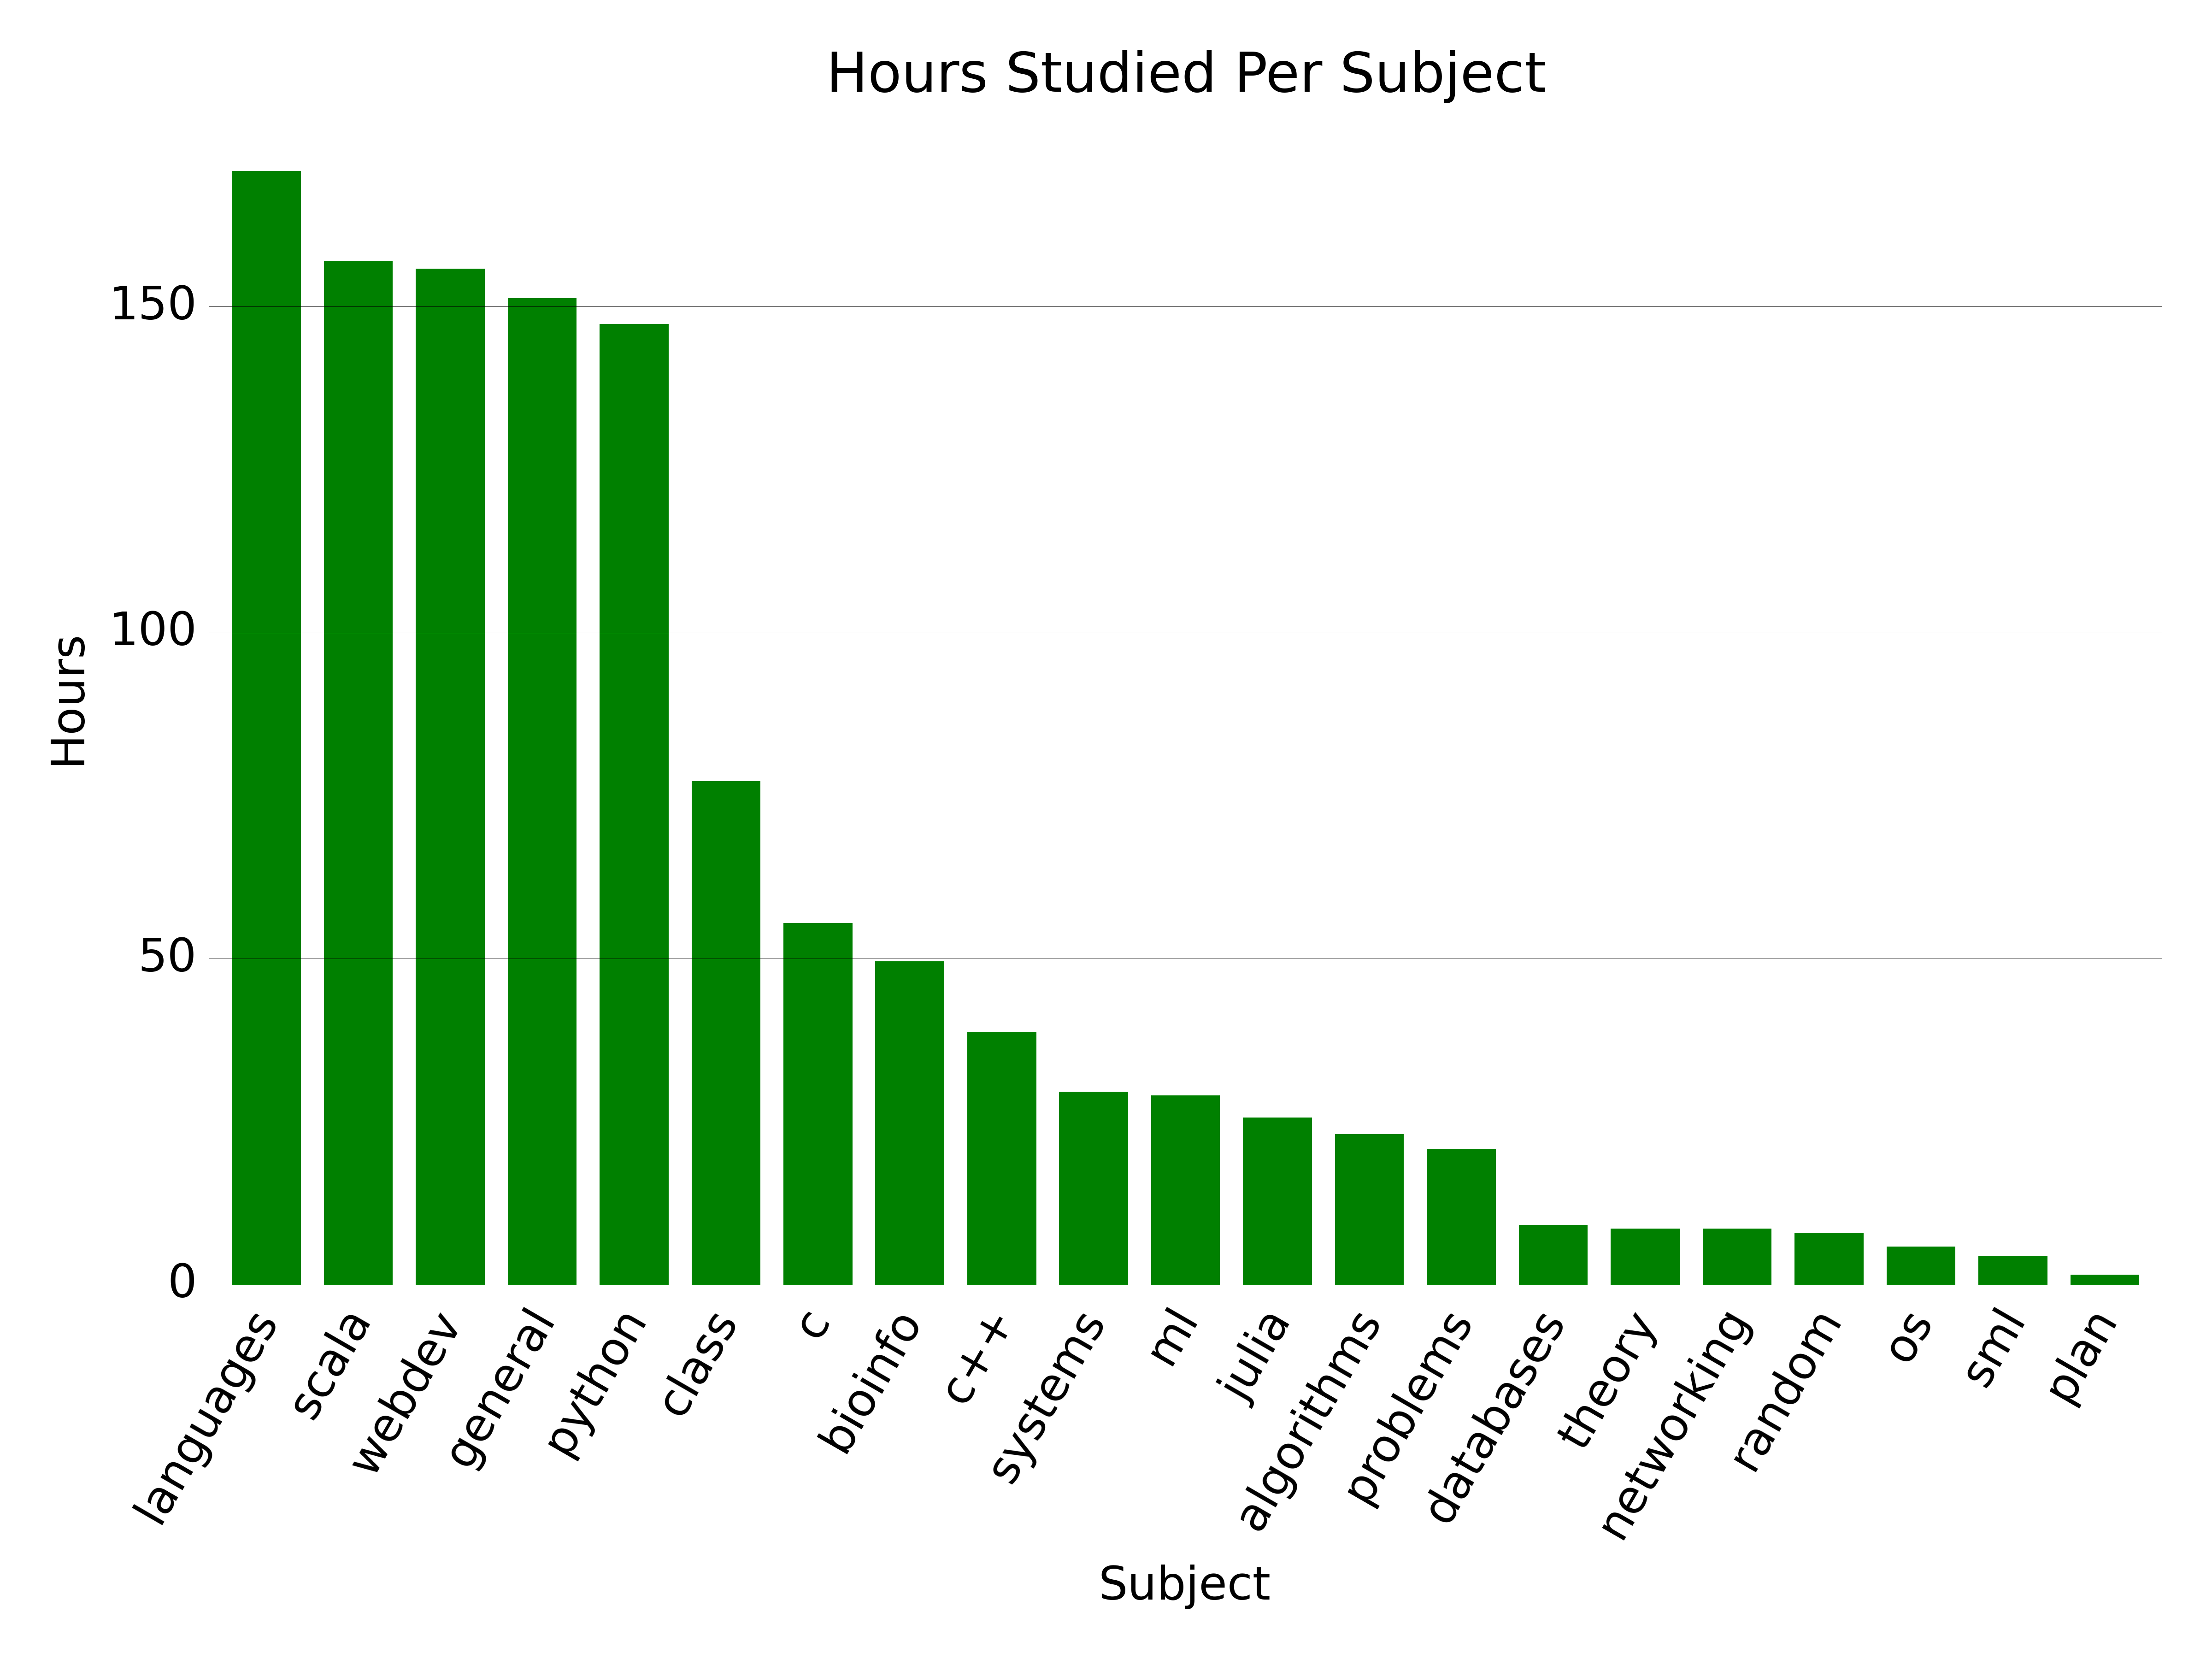 Hours Studied Per Subject
150
100
50
0
Hours
languages
scala
webdev
general
python
class
c
bioinfo
c++
systems
ml
julia
algorithms
problems
databases
theory
networking
random
os
sml
plan
Subject